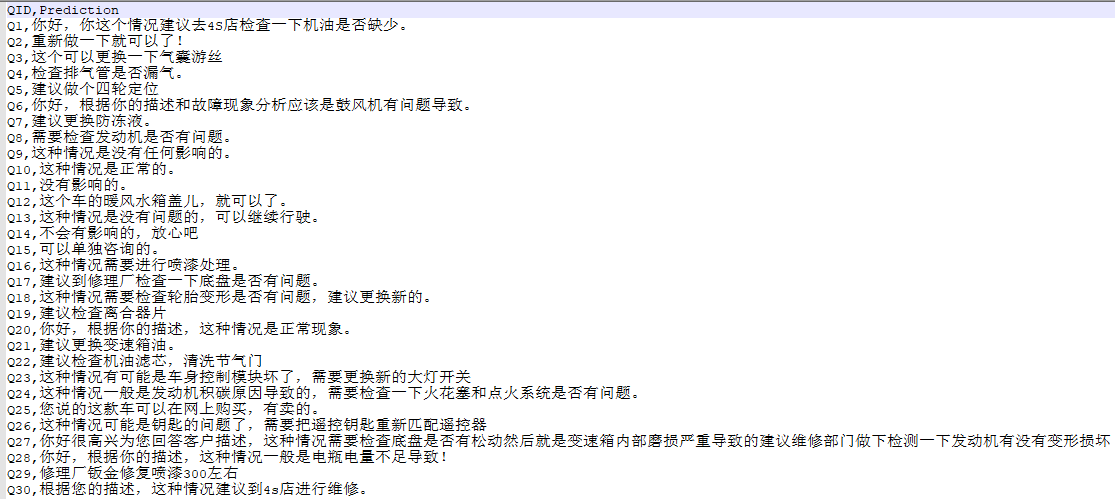 QID,Prediction
Q1,你好，你这个情况建议去4S店检查一下机油是否缺少。
Q2,重新做一下就可以了！
Q3,这个可以更换一下气囊游丝
Q4,检查排气管是否漏气。
Q5,建议做个四轮定位
Q6,你好，根据你的描述和故障现象分析应该是鼓风机有问题导致。
Q7,建议更换防冻液。
Q8,需要检查发动机是否有问题。
Q9,这种情况是没有任何影响的。
Q10,这种情况是正常的。
Q11,没有影响的。
Q12,这个车的暖风水箱盖儿，就可以了。
Q13,这种情况是没有问题的，可以继续行驶。
Q14,不会有影响的，放心吧
Q15,可以单独咨询的。
Q16,这种情况需要进行喷漆处理。
Q17,建议到修理厂检查一下底盘是否有问题。
Q18,这种情况需要检查轮胎变形是否有问题，建议更换新的。
Q19,建议检查离合器片
Q20,你好，根据你的描述，这种情况是正常现象。
Q21,建议更换变速箱油。
Q22,建议检查机油滤芯，清洗节气门
Q23,这种情况有可能是车身控制模块坏了，需要更换新的大灯开关
Q24,这种情况一般是发动机积碳原因导致的，需要检查一下火花塞和点火系统是否有问题。
Q25,您说的这款车可以在网上购买，有卖的。
Q26,这种情况可能是钥匙的问题了，需要把遥控钥匙重新匹配遥控器
Q27,你好很高兴为您回答客户描述，这种情况需要检查底盘是否有松动然后就是变速箱内部磨损严重导致的建议维修部门做下检测一下发动机有没有变形损坏
Q28,你好，根据你的描述，这种情况一般是电瓶电量不足导致！
Q29,修理厂钣金修复喷漆300左右
Q30,根据您的描述，这种情况建议到4s店进行维修。